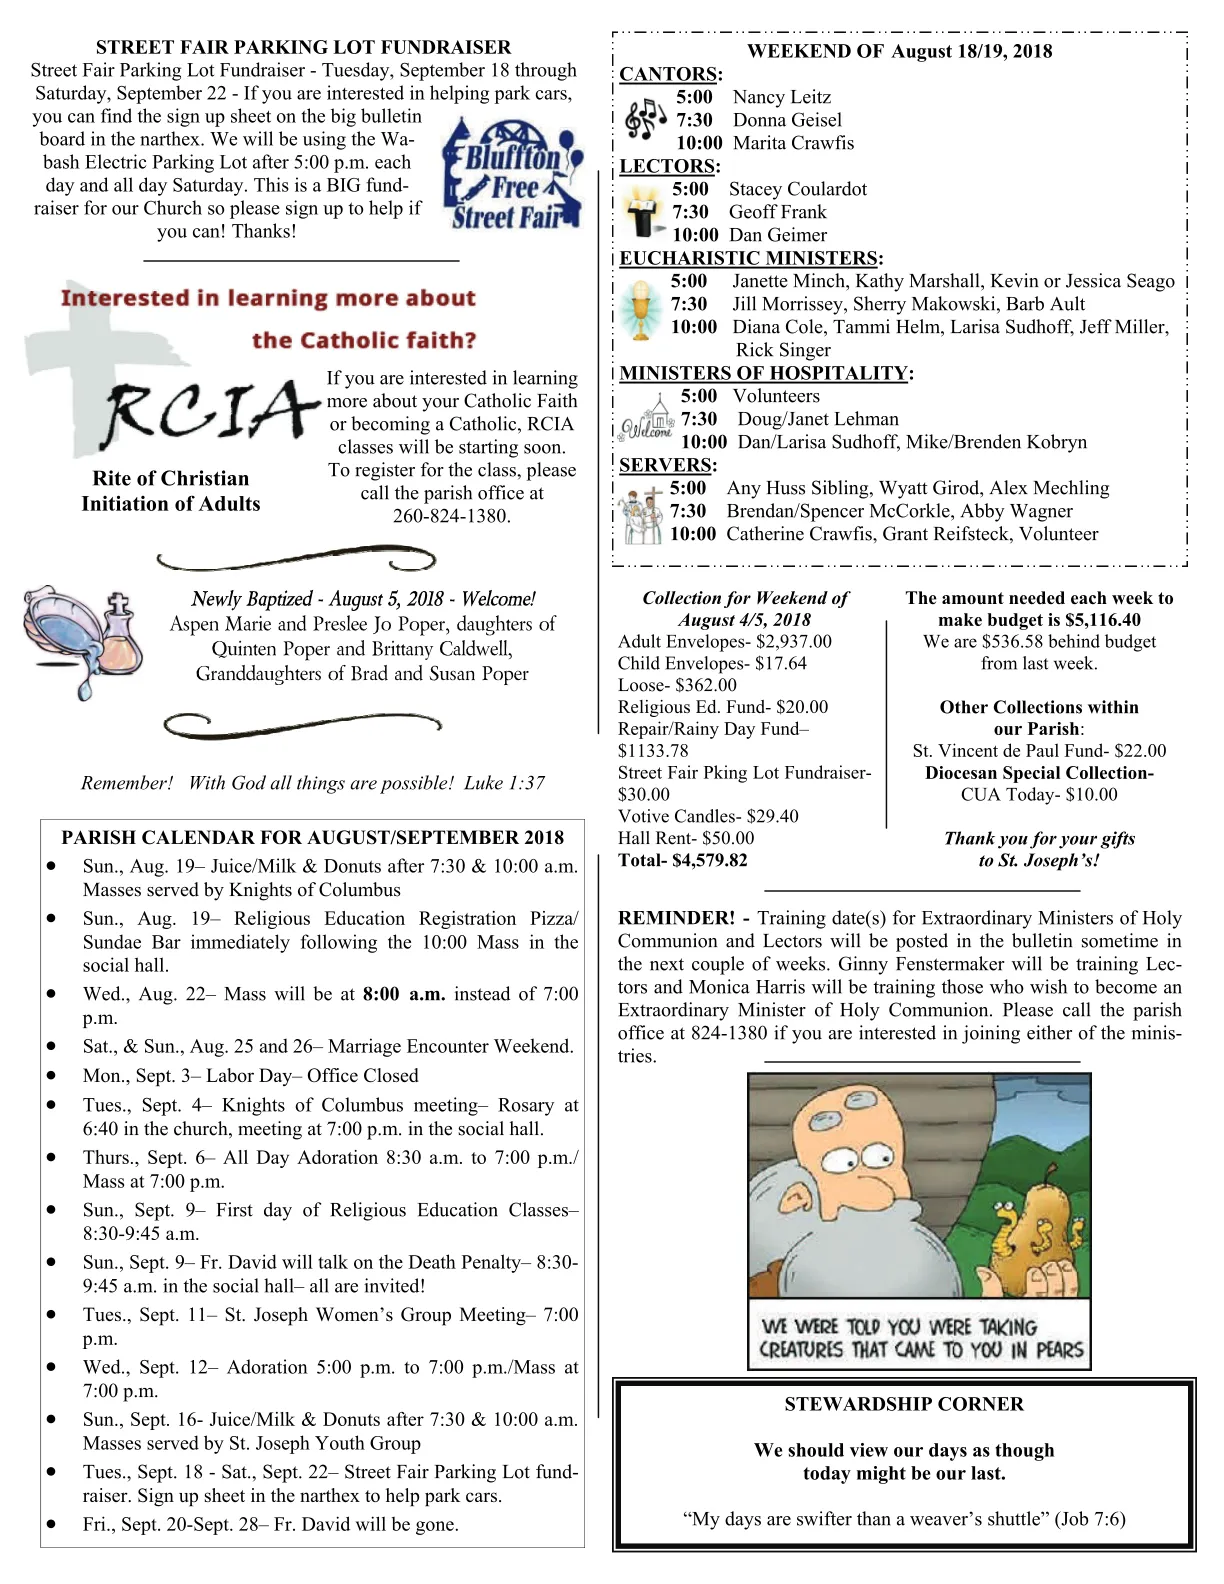 STREET FAIR PARKING LOT FUNDRAISER
Street Fair Parking Lot Fundraiser - Tuesday, September 18 through
Saturday, September 22 - If you are interested in helping park cars,
you can find the sign up sheet on the big bulletin
board in the narthex. We will be using the Wa-
bash Electric Parking Lot after 5:00 p.m. each
day and all day Saturday. This is a BIG fund-
raiser for our Church so please sign up to help if
you can! Thanks!
Bluffton
Free
Street Fair
Interested in learning more about
the Catholic faith?
RCIA
Rite of Christian
Initiation of Adults
If you are interested in learning
more about your Catholic Faith
or becoming a Catholic, RCIA
classes will be starting soon.
To register for the class, please
call the parish office at
260-824-1380.
Newly Baptized - August 5, 2018 - Welcome!
Aspen Marie and Preslee Jo Poper, daughters of
Quinten Poper and Brittany Caldwell,
Granddaughters of Brad and Susan Poper
Remember! With God all things are possible! Luke 1:37
PARISH CALENDAR FOR AUGUST/SEPTEMBER 2018
• Sun., Aug. 19– Juice/Milk & Donuts after 7:30 & 10:00 a.m.
Masses served by Knights of Columbus
• Sun., Aug. 19– Religious Education Registration Pizza/
Sundae Bar immediately following the 10:00 Mass in the
social hall.
• Wed., Aug. 22– Mass will be at 8:00 a.m. instead of 7:00
p.m.
• Sat., & Sun., Aug. 25 and 26– Marriage Encounter Weekend.
• Mon., Sept. 3– Labor Day– Office Closed
• Tues., Sept. 4– Knights of Columbus meeting– Rosary at
6:40 in the church, meeting at 7:00 p.m. in the social hall.
• Thurs., Sept. 6– All Day Adoration 8:30 a.m. to 7:00 p.m./
Mass at 7:00 p.m.
• Sun., Sept. 9– First day of Religious Education Classes–
8:30-9:45 a.m.
• Sun., Sept. 9– Fr. David will talk on the Death Penalty– 8:30-
9:45 a.m. in the social hall– all are invited!
• Tues., Sept. 11– St. Joseph Women’s Group Meeting– 7:00
p.m.
• Wed., Sept. 12– Adoration 5:00 p.m. to 7:00 p.m./Mass at
7:00 p.m.
• Sun., Sept. 16- Juice/Milk & Donuts after 7:30 & 10:00 a.m.
Masses served by St. Joseph Youth Group
• Tues., Sept. 18 - Sat., Sept. 22– Street Fair Parking Lot fund-
raiser. Sign up sheet in the narthex to help park cars.
• Fri., Sept. 20-Sept. 28– Fr. David will be gone.
WEEKEND OF August 18/19, 2018
CANTORS:
5:00 Nancy Leitz
7:30 Donna Geisel
10:00 Marita Crawfis
LECTORS:
5:00 Stacey Coulardot
7:30 Geoff Frank
10:00 Dan Geimer
EUCHARISTIC MINISTERS:
5:00 Janette Minch, Kathy Marshall, Kevin or Jessica Seago
7:30 Jill Morrissey, Sherry Makowski, Barb Ault
10:00 Diana Cole, Tammi Helm, Larisa Sudhoff, Jeff Miller,
Rick Singer
MINISTERS OF HOSPITALITY:
5:00 Volunteers
Welcome
7:30 Doug/Janet Lehman
10:00 Dan/Larisa Sudhoff, Mike/Brenden Kobryn
SERVERS:
5:00 Any Huss Sibling, Wyatt Girod, Alex Mechling
7:30 Brendan/Spencer McCorkle, Abby Wagner
10:00 Catherine Crawfis, Grant Reifsteck, Volunteer
Collection for Weekend of
August 4/5, 2018
Adult Envelopes- $2,937.00
Child Envelopes- $17.64
Loose- $362.00
Religious Ed. Fund- $20.00
Repair/Rainy Day Fund–
$1133.78
Street Fair Pking Lot Fundraiser-
$30.00
Votive Candles- $29.40
Hall Rent- $50.00
Total- $4,579.82
The amount needed each week to
make budget is $5,116.40
We are $536.58 behind budget
from last week.
Other Collections within
our Parish:
St. Vincent de Paul Fund- $22.00
Diocesan Special Collection-
CUA Today- $10.00
Thank you for your gifts
to St. Joseph’s!
REMINDER! - Training date(s) for Extraordinary Ministers of Holy
Communion and Lectors will be posted in the bulletin sometime in
the next couple of weeks. Ginny Fenstermaker will be training Lec-
tors and Monica Harris will be training those who wish to become an
Extraordinary Minister of Holy Communion. Please call the parish
office at 824-1380 if you are interested in joining either of the minis-
tries.
WE WERE TOLD YOU WERE TAKING
CREATURES THAT CAME TO YOU IN PEARS
STEWARDSHIP CORNER
We should view our days as though
today might be our last.
“My days are swifter than a weaver’s shuttle” (Job 7:6)